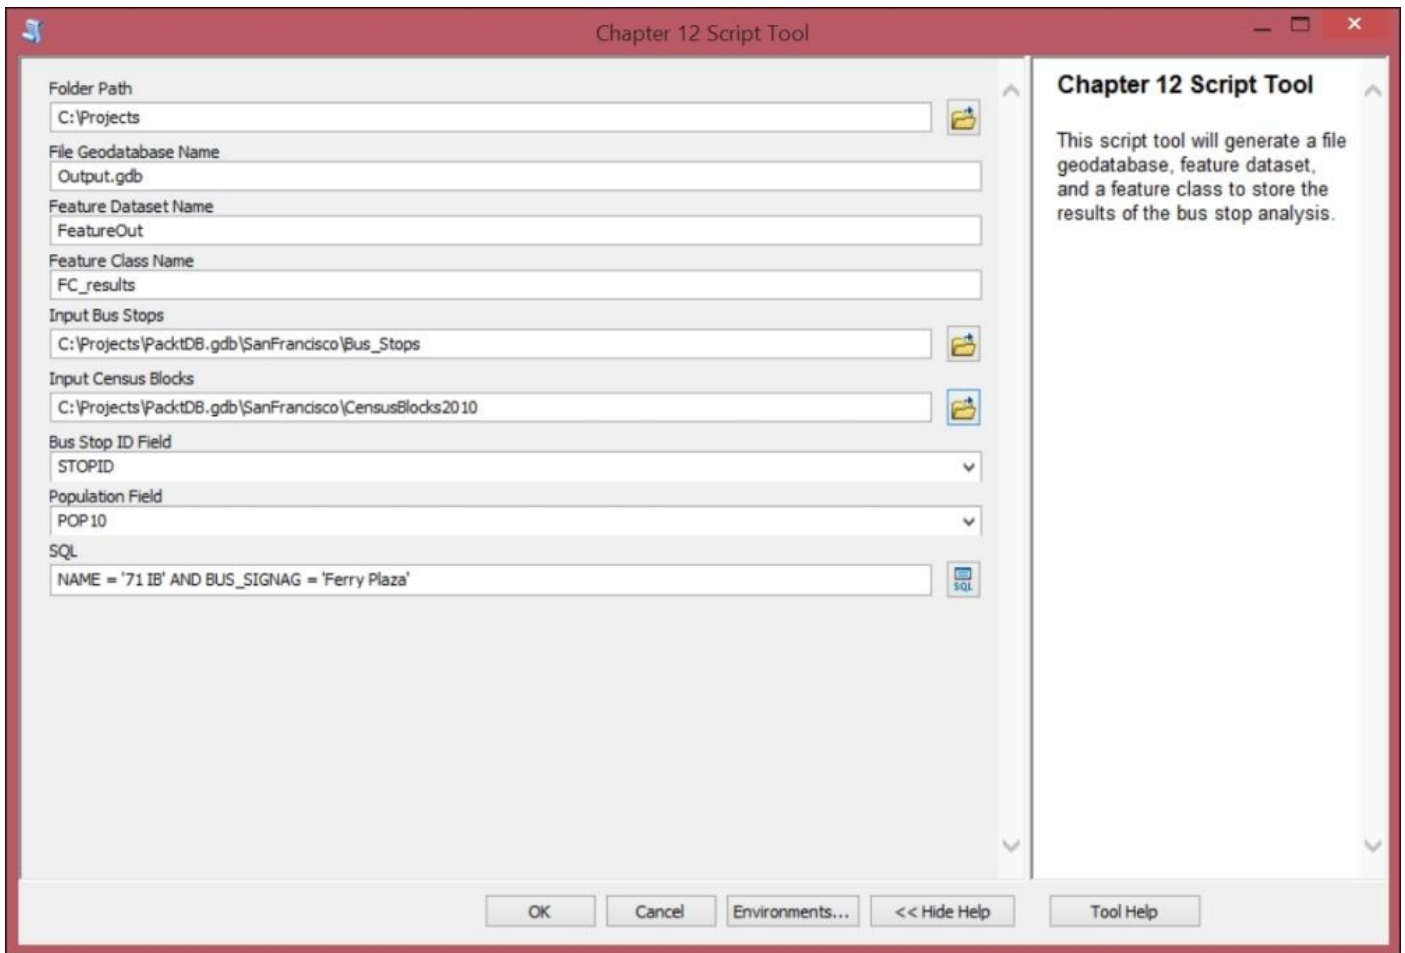 Chapter 12 Script Tool
Folder Path
C:\Projects
File Geodatabase Name
Output.gdb
Feature Dataset Name
FeatureOut
Feature Class Name
FC_results
Input Bus Stops
C:\Projects\PacktDB.gdb\SanFrancisco\Bus_Stops
Input Census Blocks
C:\Projects\PacktDB.gdb\SanFrancisco\CensusBlocks2010
Bus Stop ID Field
STOPID
Population Field
POP10
SQL
NAME = '71 IB' AND BUS_SIGNAG = 'Ferry Plaza'
SQL
Chapter 12 Script Tool
This script tool will generate a file
geodatabase, feature dataset,
and a feature class to store the
results of the bus stop analysis.
OK
Cancel
Environments...
<< Hide Help
Tool Help